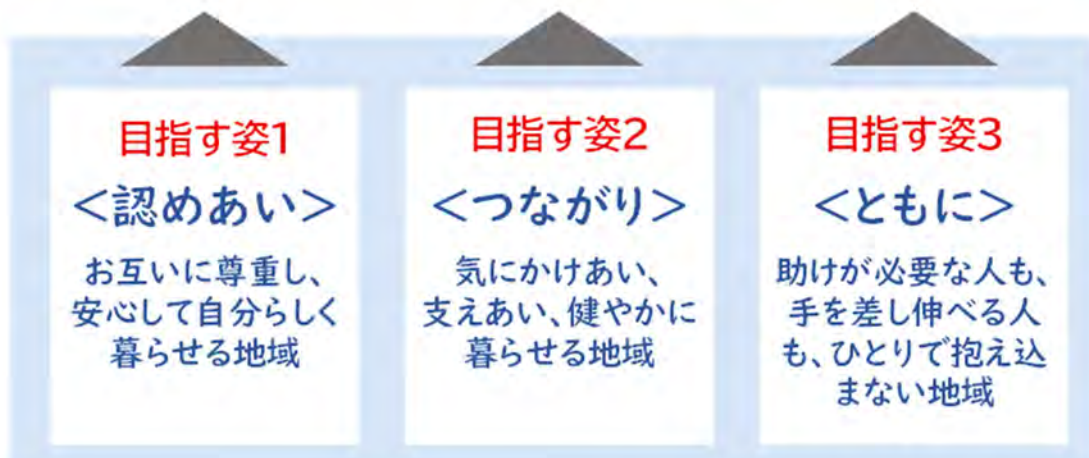 目指す姿1
<認めあい>
お互いに尊重し、
安心して自分らしく
暮らせる地域
目指す姿2
<つながり>
気にかけあい、
支えあい、健やかに
暮らせる地域
目指す姿3
<ともに>
助けが必要な人も、
手を差し伸べる人
も、ひとりで抱え込
まない地域